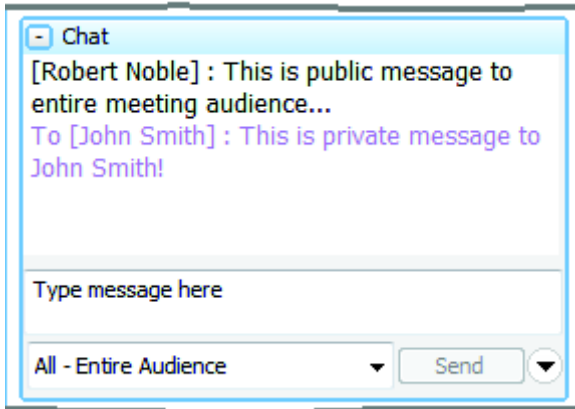 Chat
[Robert Noble] : This is public message to
entire meeting audience...
To [John Smith] : This is private message to
John Smith!
Type message here
All - Entire Audience
Send